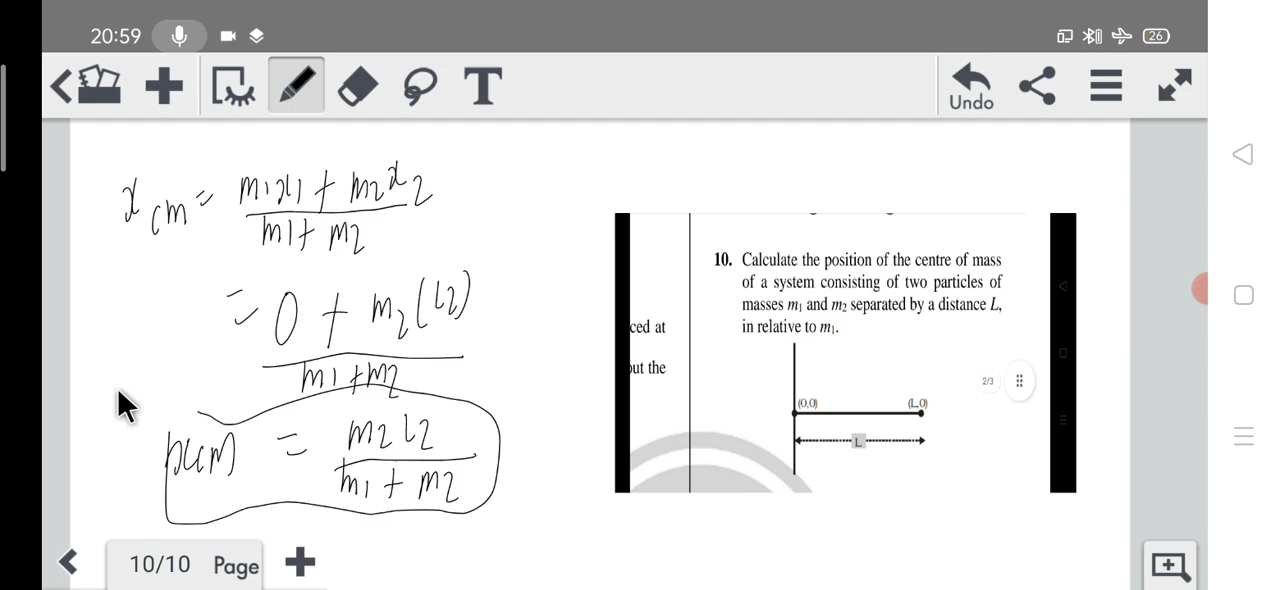 20:59
26
T
Undo
xcm = m1x1 + m2x2
m1 + m2
= 0 + m2(L2)
m1 + m2
xcm = m2 L2
m1 + m2
10. Calculate the position of the centre of mass
of a system consisting of two particles of
masses m1 and m2 separated by a distance L,
in relative to m1.
ced at
out the
2/3
(0,0)
(L,0)
L
10/10 Page